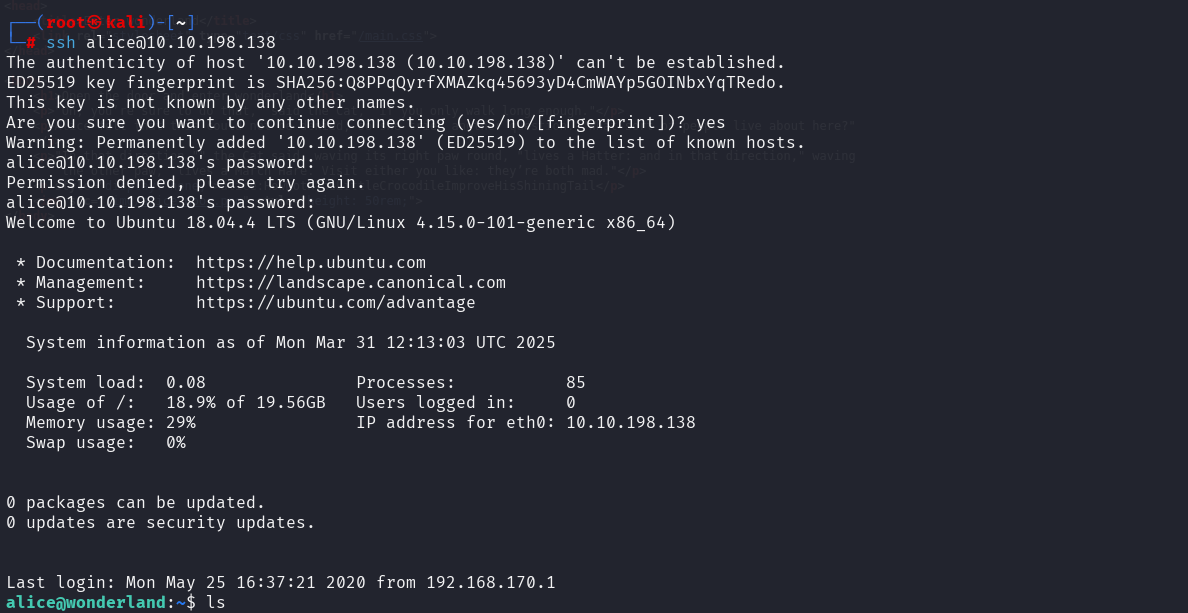 ┌──(root㉿kali)-[~]
└─# ssh alice@10.10.198.138
The authenticity of host '10.10.198.138 (10.10.198.138)' can't be established.
ED25519 key fingerprint is SHA256:Q8PPqQyrfXMAZkq45693yD4CmWAYp5GOINbxYqTRedo.
This key is not known by any other names.
Are you sure you want to continue connecting (yes/no/[fingerprint])? yes
Warning: Permanently added '10.10.198.138' (ED25519) to the list of known hosts.
alice@10.10.198.138's password:
Permission denied, please try again.
alice@10.10.198.138's password:
Welcome to Ubuntu 18.04.4 LTS (GNU/Linux 4.15.0-101-generic x86_64)
* Documentation: https://help.ubuntu.com
* Management: https://landscape.canonical.com
* Support: https://ubuntu.com/advantage
System information as of Mon Mar 31 12:13:03 UTC 2025
System load: 0.08 Processes: 85
Usage of /: 18.9% of 19.56GB Users logged in: 0
Memory usage: 29% IP address for eth0: 10.10.198.138
Swap usage: 0%
0 packages can be updated.
0 updates are security updates.
Last login: Mon May 25 16:37:21 2020 from 192.168.170.1
alice@wonderland:~$ ls